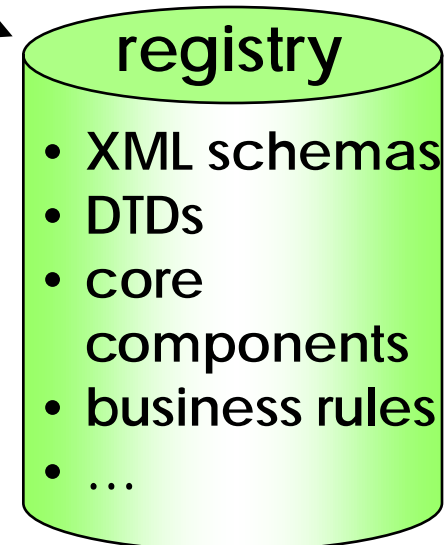 registry
• XML schemas
• DTDs
• core
components
• business rules
• …